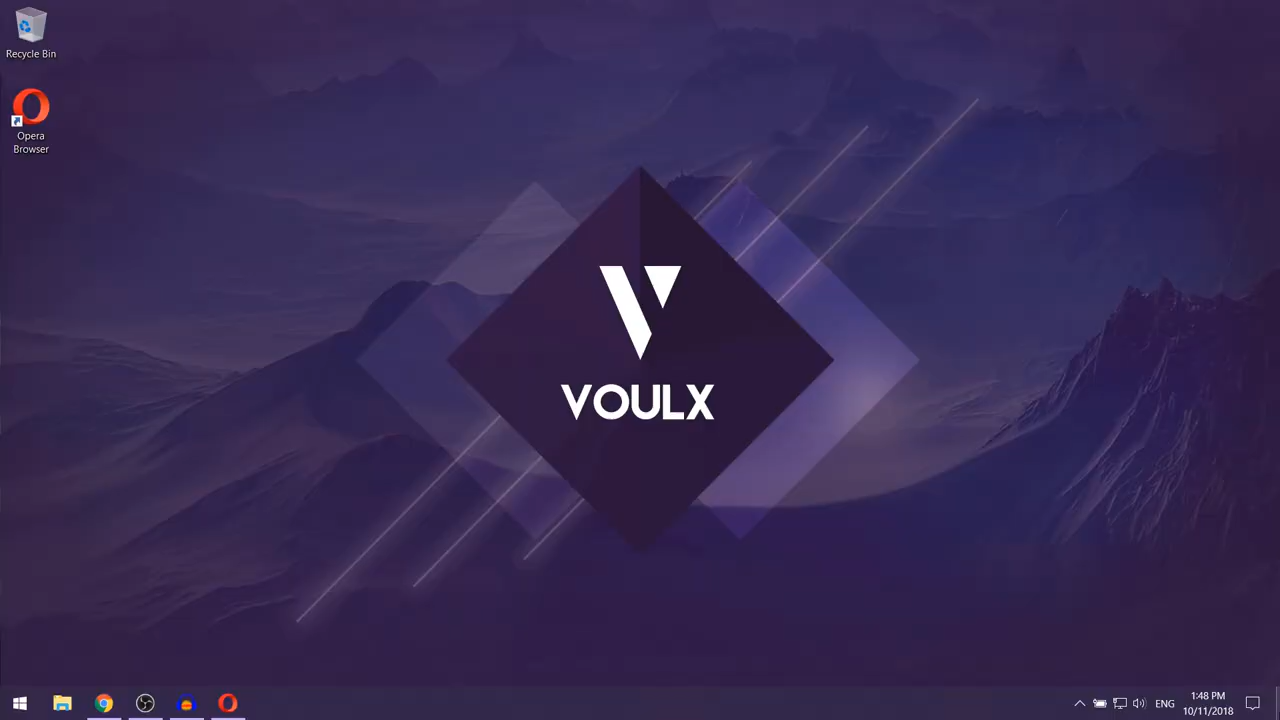 Recycle Bin
Opera
Browser
VOULX
ENG
1:48 PM
10/11/2018